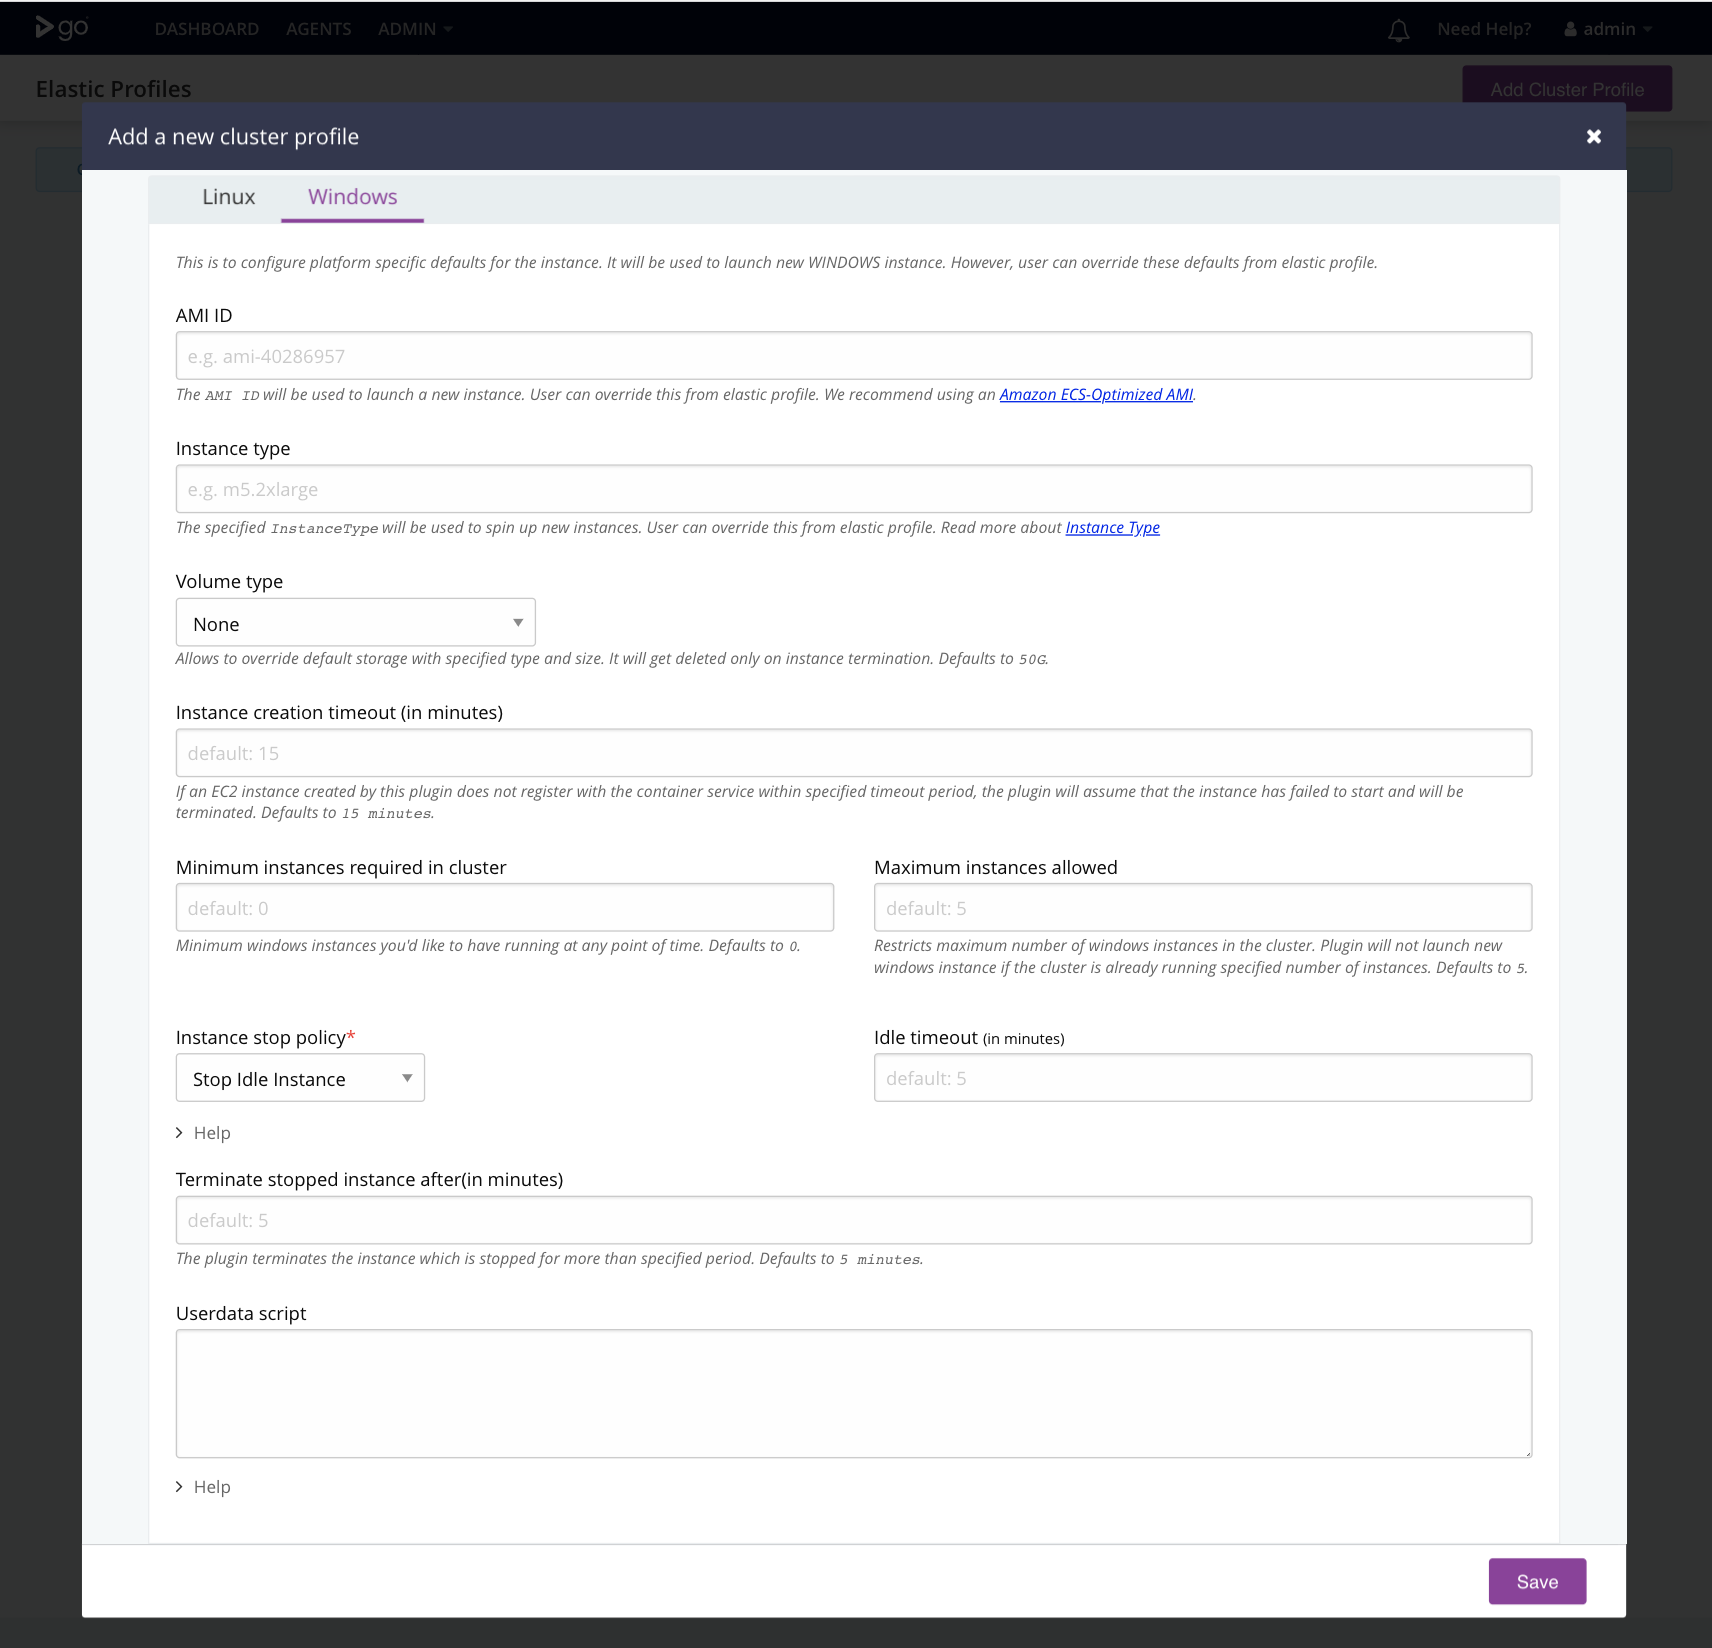 go
DASHBOARD AGENTS ADMIN Need Help? admin
Elastic Profiles Add Cluster Profile
Add a new cluster profile
Linux Windows
This is to configure platform specific defaults for the instance. It will be used to launch new WINDOWS instance. However, user can override these defaults from elastic profile.
AMI ID
e.g. ami-40286957
The AMI ID will be used to launch a new instance. User can override this from elastic profile. We recommend using an Amazon ECS-Optimized AMI.
Instance type
e.g. m5.2xlarge
The specified InstanceType will be used to spin up new instances. User can override this from elastic profile. Read more about Instance Type
Volume type
None
Allows to override default storage with specified type and size. It will get deleted only on instance termination. Defaults to 50G.
Instance creation timeout (in minutes)
default: 15
If an EC2 instance created by this plugin does not register with the container service within specified timeout period, the plugin will assume that the instance has failed to start and will be
terminated. Defaults to 15 minutes.
Minimum instances required in cluster
default: 0
Minimum windows instances you'd like to have running at any point of time. Defaults to 0.
Maximum instances allowed
default: 5
Restricts maximum number of windows instances in the cluster. Plugin will not launch new
windows instance if the cluster is already running specified number of instances. Defaults to 5.
Instance stop policy*
Stop Idle Instance
Idle timeout (in minutes)
default: 5
Help
Terminate stopped instance after(in minutes)
default: 5
The plugin terminates the instance which is stopped for more than specified period. Defaults to 5 minutes.
Userdata script
Help
Save